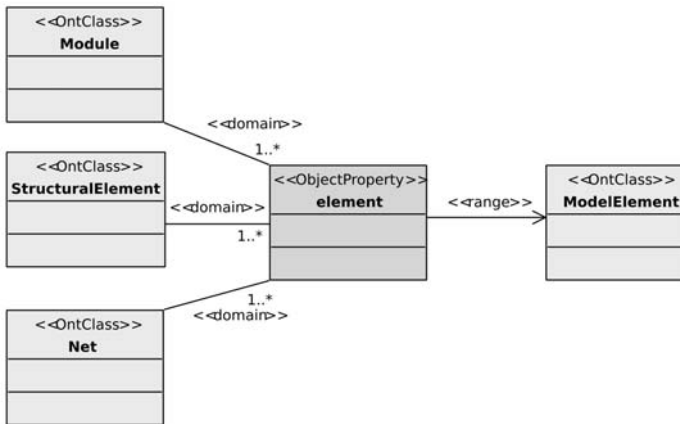 <<OntClass>>
Module
<<domain>>
1..*
<<OntClass>>
StructuralElement
<<domain>>
1..*
<<ObjectProperty>>
element
<<range>>
<<OntClass>>
ModelElement
1..*
<<domain>>
<<OntClass>>
Net